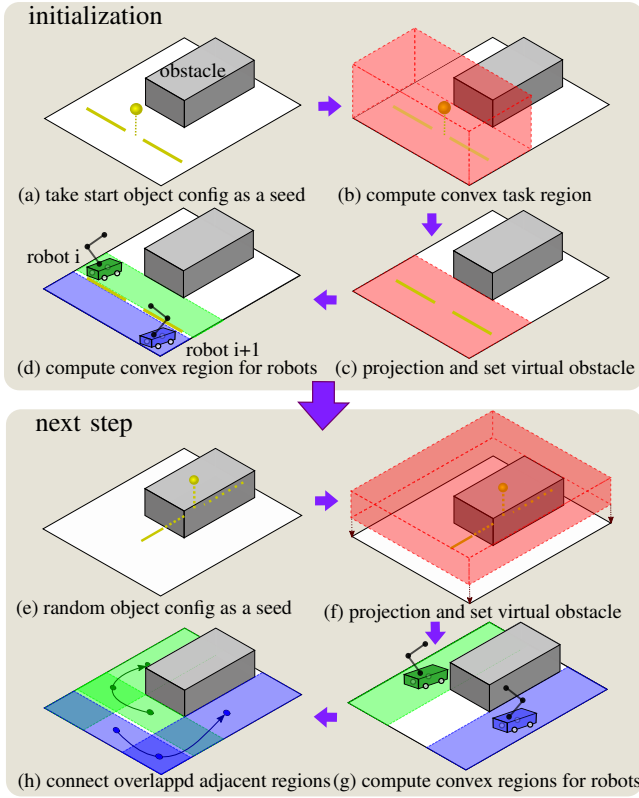 initialization
obstacle
(a) take start object config as a seed
(b) compute convex task region
robot i
robot i+1
(d) compute convex region for robots
(c) projection and set virtual obstacle
next step
(e) random object config as a seed
(f) projection and set virtual obstacle
(h) connect overlappd adjacent regions
(g) compute convex regions for robots